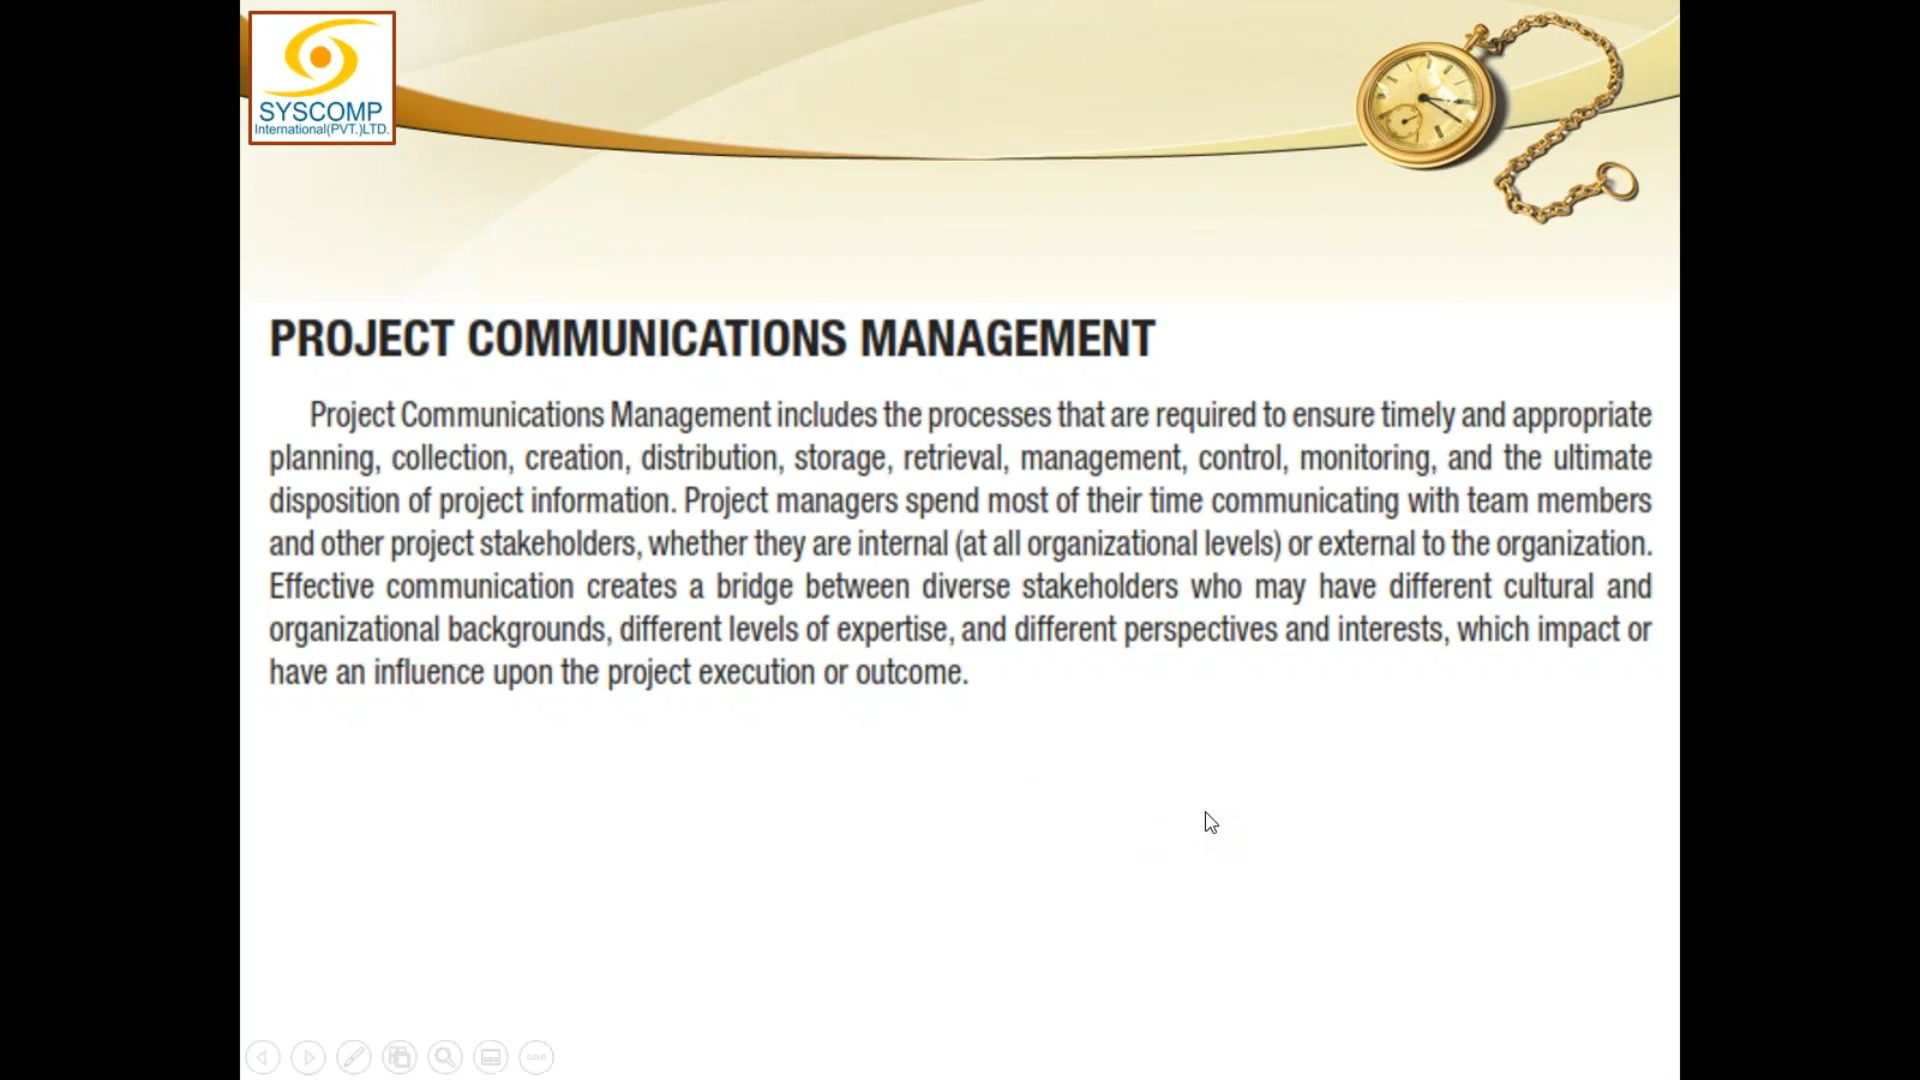 SYSCOMP
International(PVT.)LTD.
PROJECT COMMUNICATIONS MANAGEMENT
Project Communications Management includes the processes that are required to ensure timely and appropriate
planning, collection, creation, distribution, storage, retrieval, management, control, monitoring, and the ultimate
disposition of project information. Project managers spend most of their time communicating with team members
and other project stakeholders, whether they are internal (at all organizational levels) or external to the organization.
Effective communication creates a bridge between diverse stakeholders who may have different cultural and
organizational backgrounds, different levels of expertise, and different perspectives and interests, which impact or
have an influence upon the project execution or outcome.